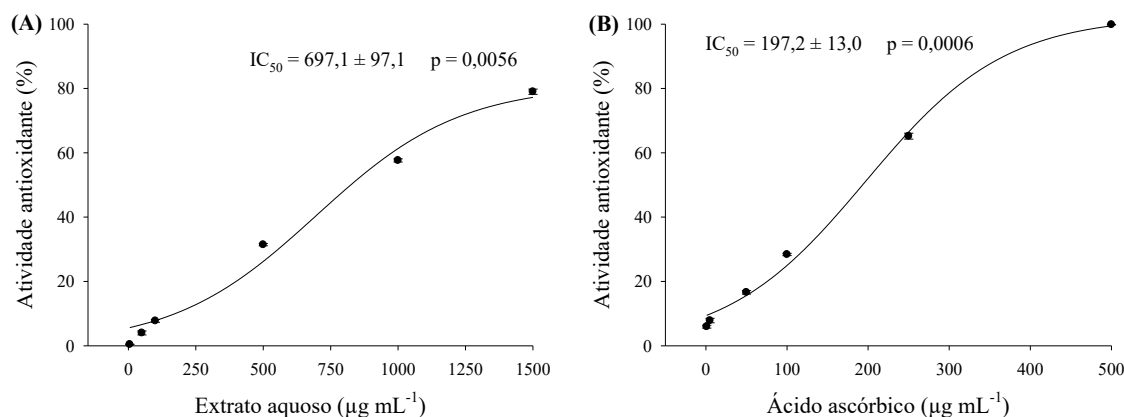 (A)
IC50 = 697,1 ± 97,1 p = 0,0056
Atividade antioxidante (%)
100
80
60
40
20
0
0 250 500 750 1000 1250 1500
Extrato aquoso (µg mL-1)
(B)
IC50 = 197,2 ± 13,0 p = 0,0006
Atividade antioxidante (%)
100
80
60
40
20
0
0 100 200 300 400 500
Ácido ascórbico (µg mL-1)